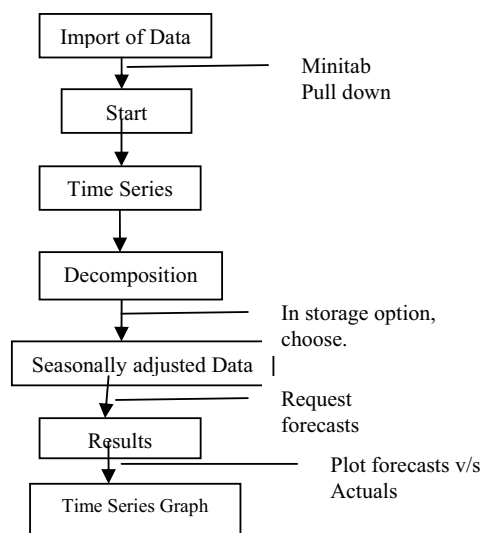 Import of Data
Minitab
Pull down
Start
Time Series
Decomposition
In storage option,
choose.
Seasonally adjusted Data
Request
forecasts
Results
Plot forecasts v/s
Actuals
Time Series Graph